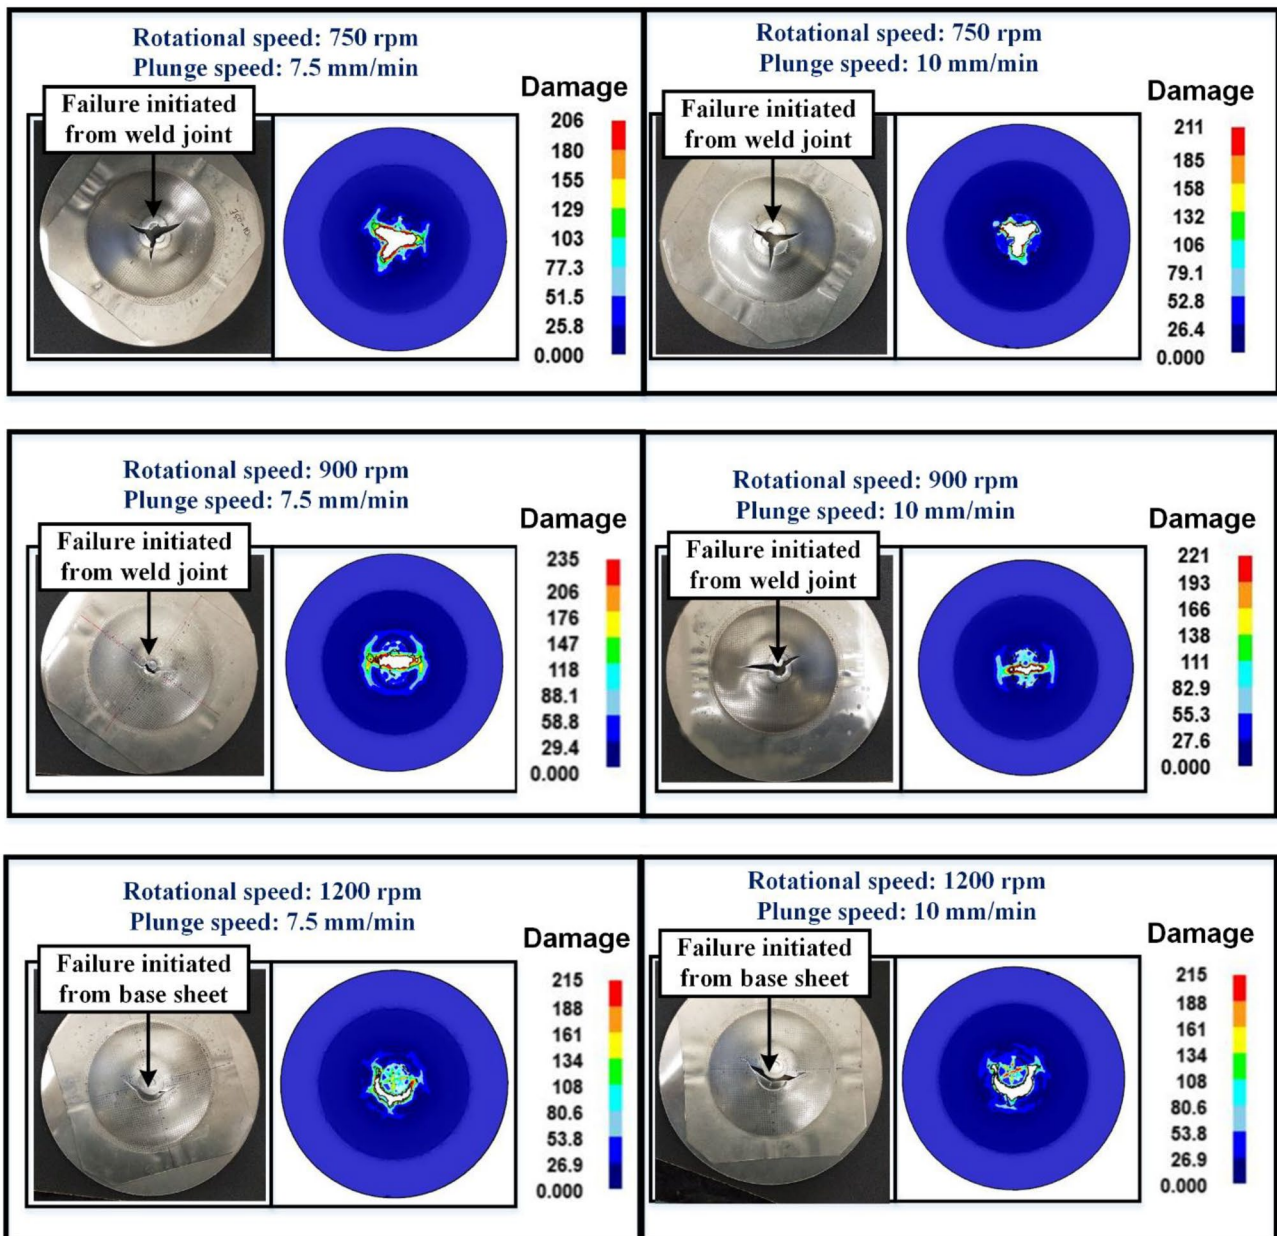 Rotational speed: 750 rpm
Plunge speed: 7.5 mm/min
Damage
Failure initiated
from weld joint
206
180
155
129
103
77.3
51.5
25.8
0.000
Rotational speed: 750 rpm
Plunge speed: 10 mm/min
Damage
Failure initiated
from weld joint
211
185
158
132
106
79.1
52.8
26.4
0.000
Rotational speed: 900 rpm
Plunge speed: 7.5 mm/min
Damage
Failure initiated
from weld joint
235
206
176
147
118
88.1
58.8
29.4
0.000
Rotational speed: 900 rpm
Plunge speed: 10 mm/min
Damage
Failure initiated
from weld joint
221
193
166
138
111
82.9
55.3
27.6
0.000
Rotational speed: 1200 rpm
Plunge speed: 7.5 mm/min
Damage
Failure initiated
from base sheet
215
188
161
134
108
80.6
53.8
26.9
0.000
Rotational speed: 1200 rpm
Plunge speed: 10 mm/min
Damage
Failure initiated
from base sheet
215
188
161
134
108
80.6
53.8
26.9
0.000